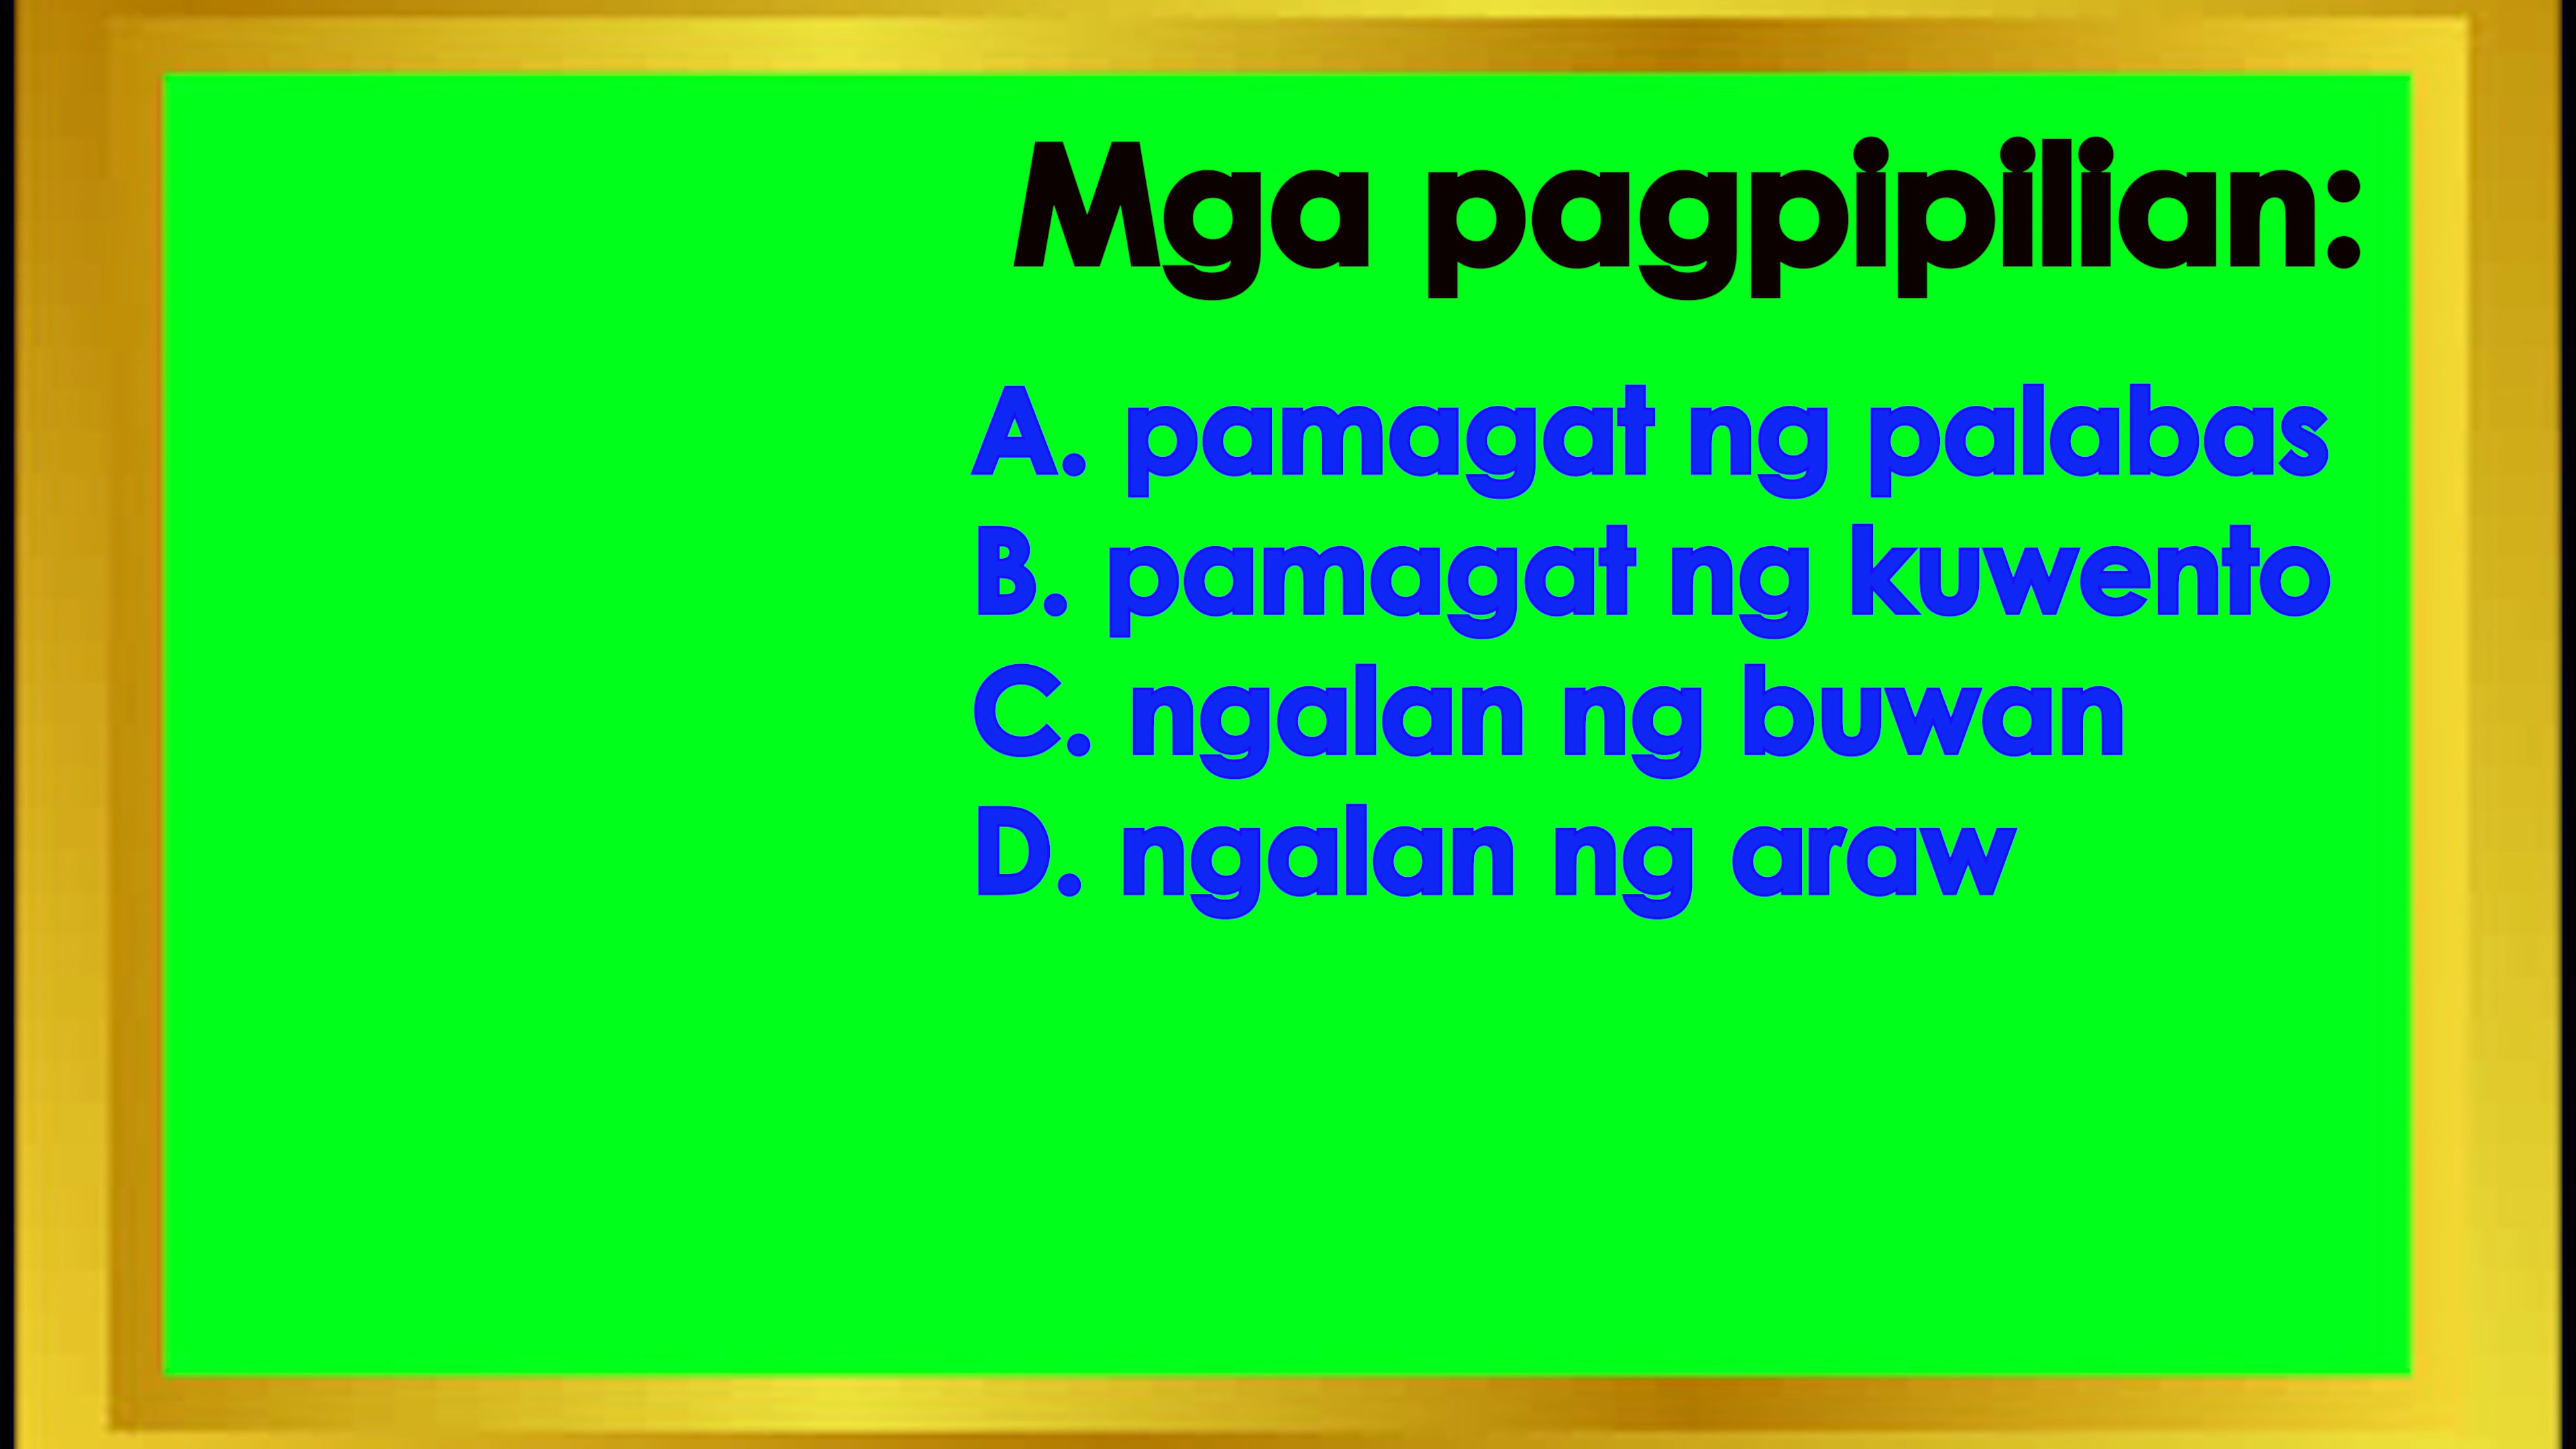 Mga pagpipilian:
A. pamagat ng palabas
B. pamagat ng kuwento
C. ngalan ng buwan
D. ngalan ng araw